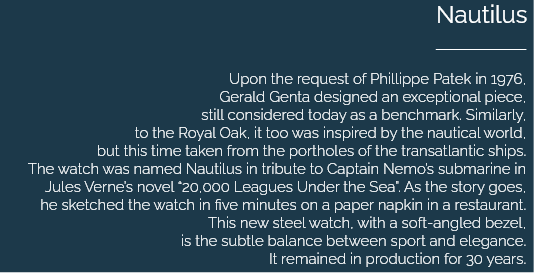 Nautilus
Upon the request of Phillippe Patek in 1976,
Gerald Genta designed an exceptional piece,
still considered today as a benchmark. Similarly,
to the Royal Oak, it too was inspired by the nautical world,
but this time taken from the portholes of the transatlantic ships.
The watch was named Nautilus in tribute to Captain Nemo's submarine in
Jules Verne's novel "20,000 Leagues Under the Sea". As the story goes,
he sketched the watch in five minutes on a paper napkin in a restaurant.
This new steel watch, with a soft-angled bezel,
is the subtle balance between sport and elegance.
It remained in production for 30 years.